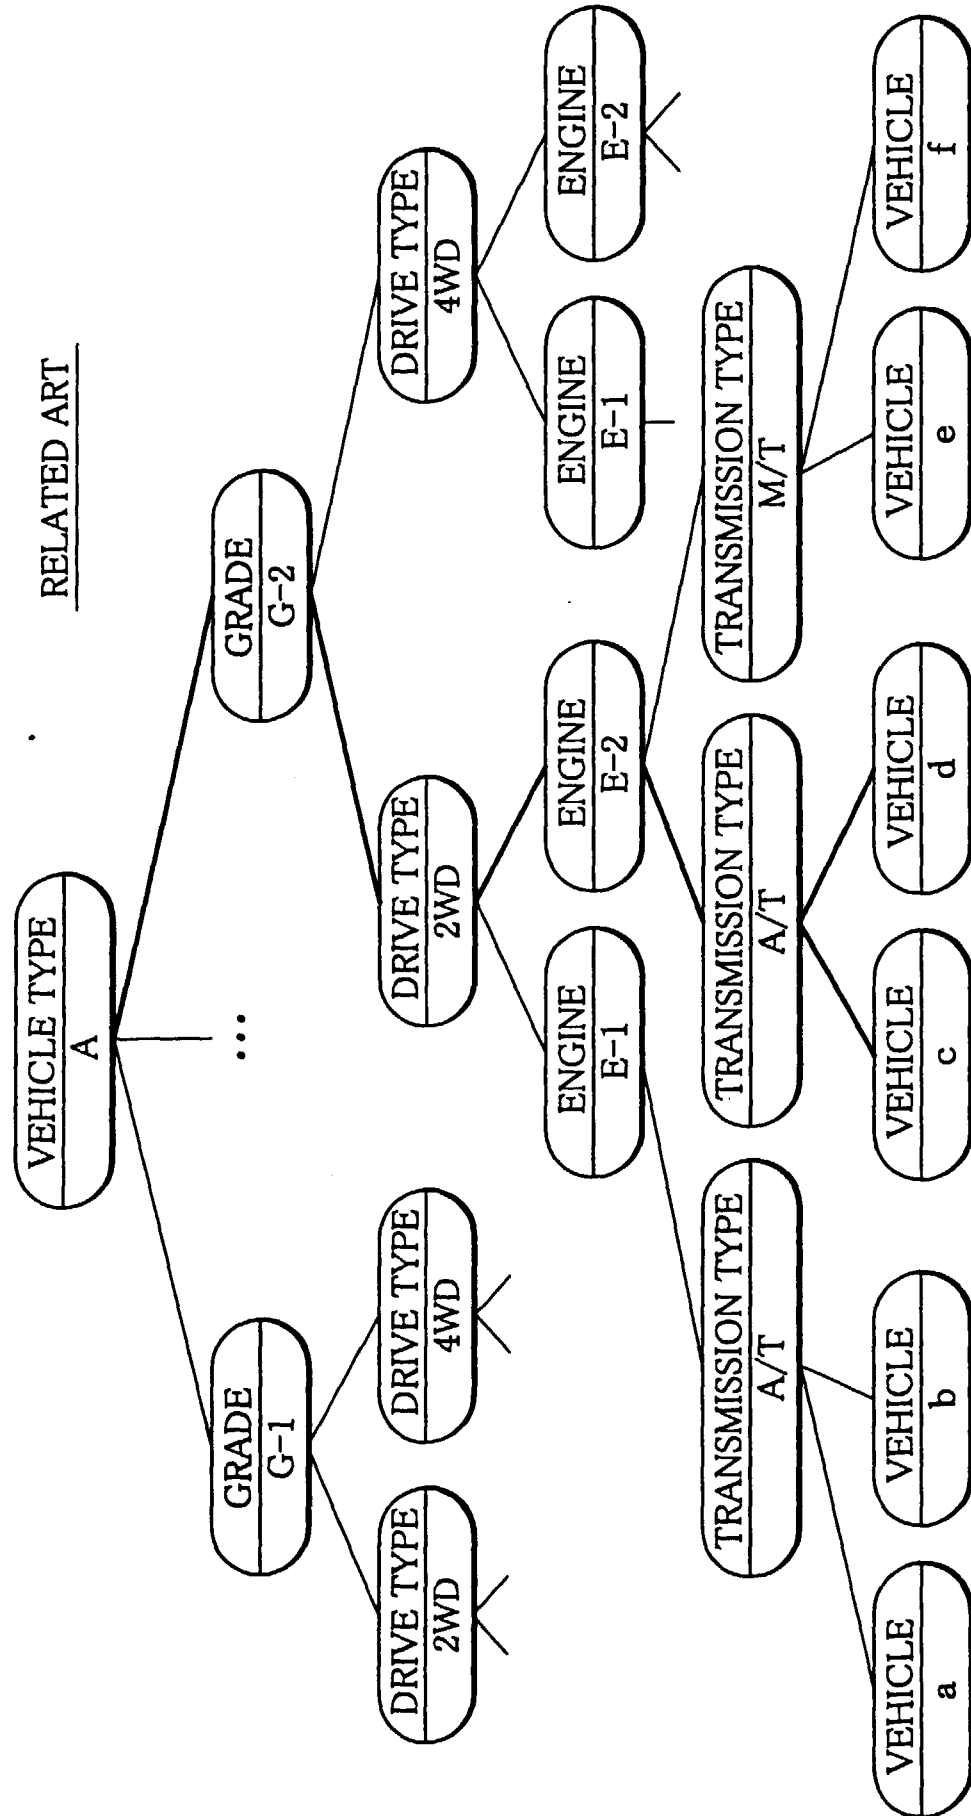 RELATED ART
VEHICLE TYPE
A
GRADE
G-1
...
GRADE
G-2
DRIVE TYPE
2WD
DRIVE TYPE
4WD
DRIVE TYPE
2WD
DRIVE TYPE
4WD
ENGINE
E-1
ENGINE
E-2
ENGINE
E-1
ENGINE
E-2
TRANSMISSION TYPE
A/T
TRANSMISSION TYPE
A/T
TRANSMISSION TYPE
M/T
VEHICLE
a
VEHICLE
b
VEHICLE
c
VEHICLE
d
VEHICLE
e
VEHICLE
f